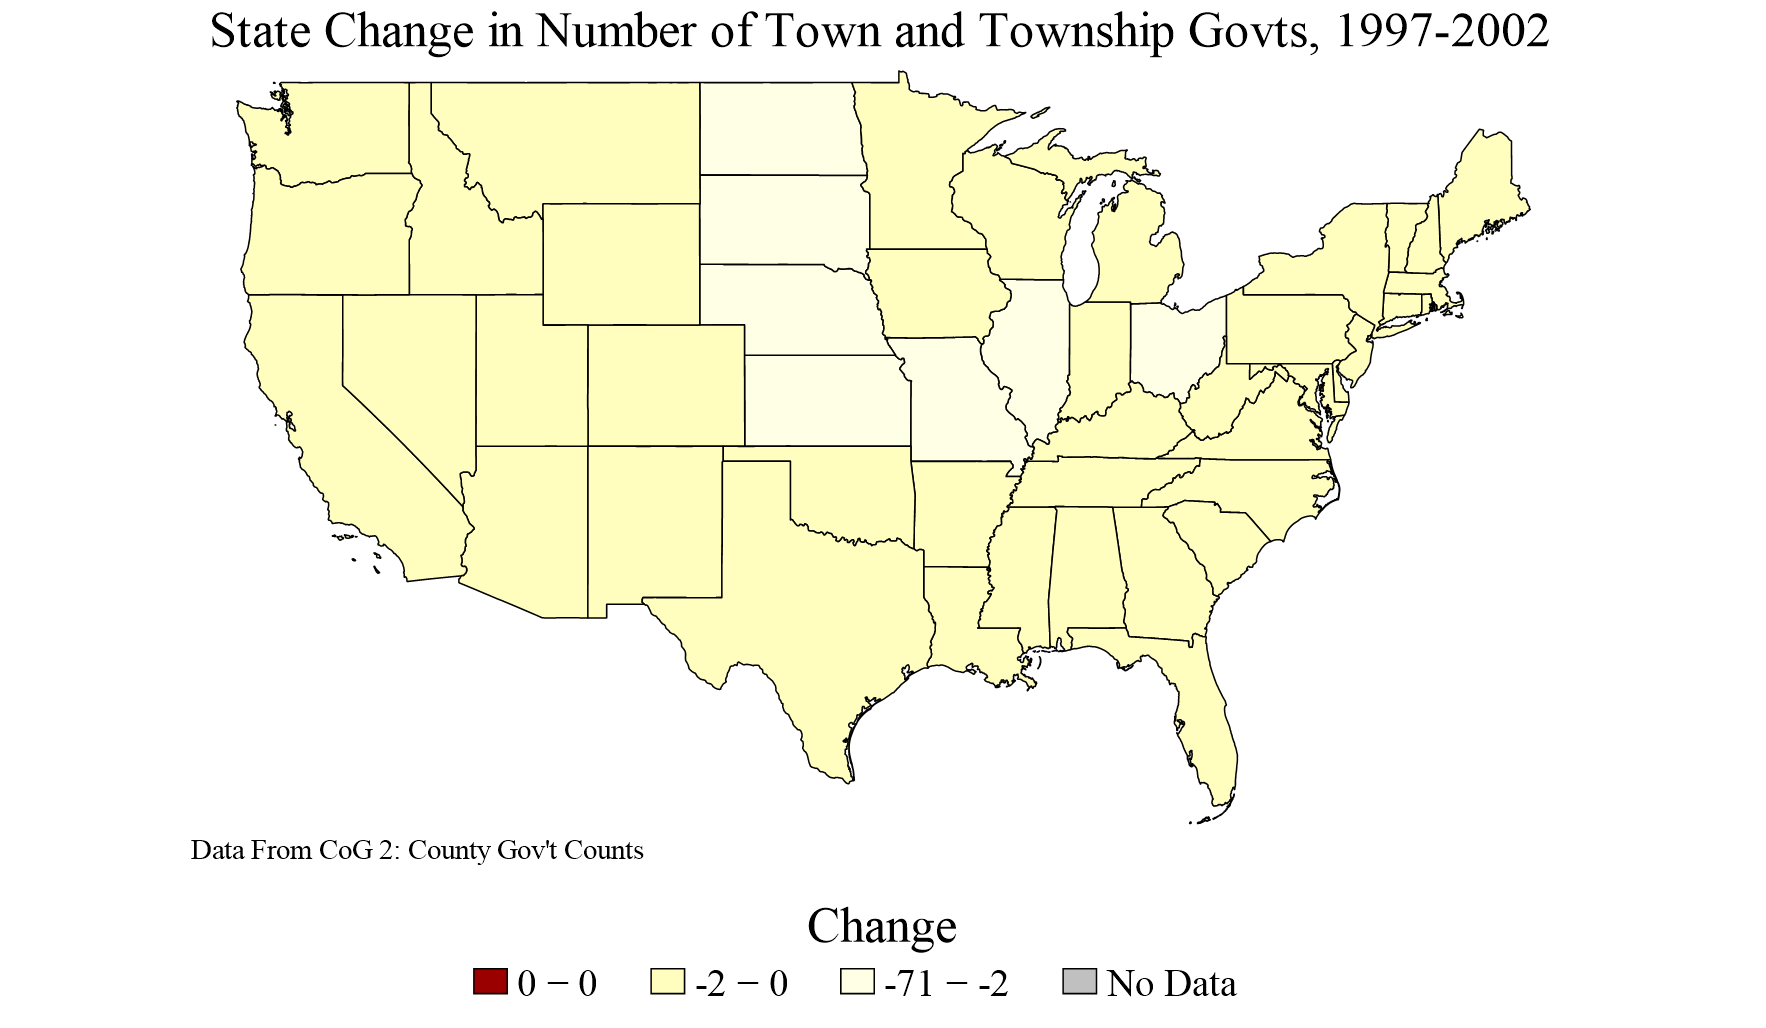 State Change in Number of Town and Township Govts, 1997-2002
Data From CoG 2: County Gov't Counts
Change
0 − 0 -2 − 0 -71 − -2 No Data